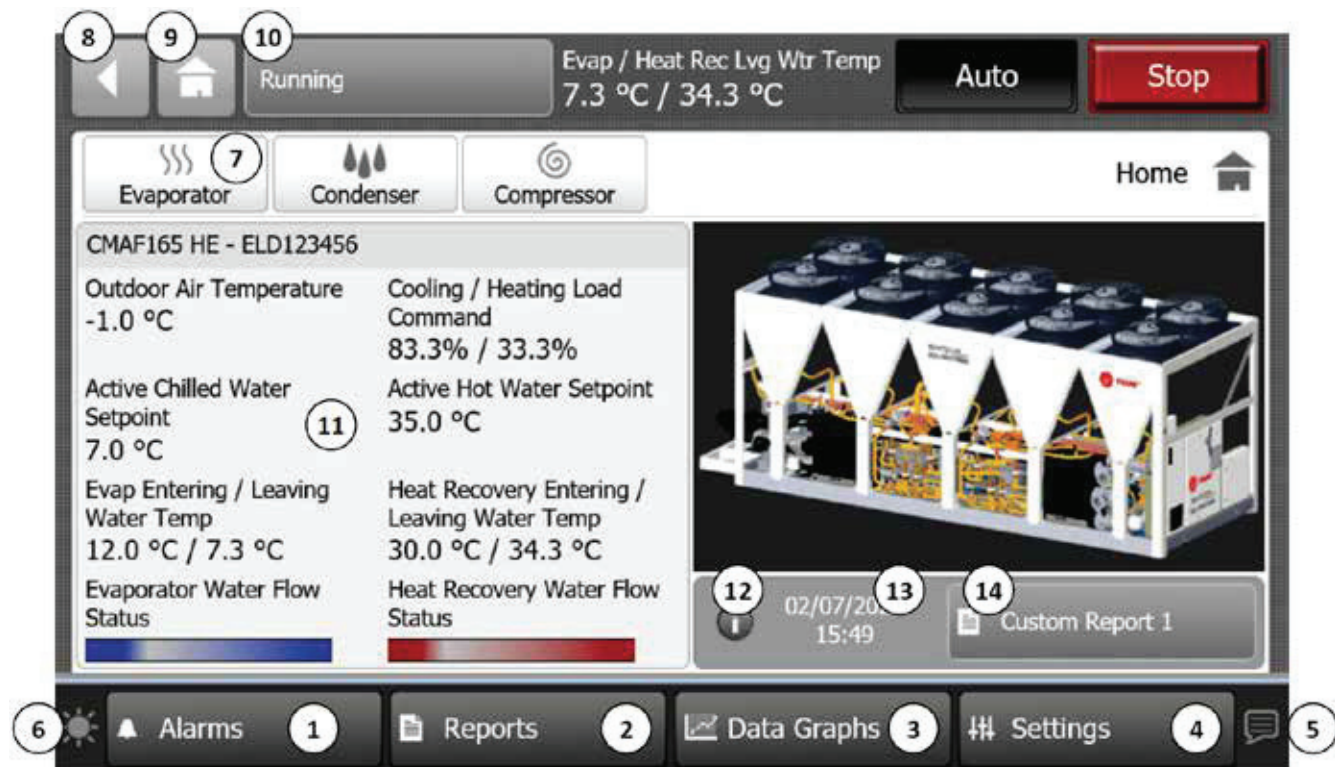 8
9
10
Running
Evap / Heat Rec Lvg Wtr Temp
7.3 °C / 34.3 °C
Auto
Stop
7
Evaporator
Condenser
Compressor
Home
CMAF165 HE - ELD123456
Outdoor Air Temperature
-1.0 °C
Cooling / Heating Load
Command
83.3% / 33.3%
Active Chilled Water
Setpoint
7.0 °C
11
Active Hot Water Setpoint
35.0 °C
Evap Entering / Leaving
Water Temp
12.0 °C / 7.3 °C
Heat Recovery Entering /
Leaving Water Temp
30.0 °C / 34.3 °C
Evaporator Water Flow
Status
Heat Recovery Water Flow
Status
12
02/07/20
15:49
13
14
Custom Report 1
6
Alarms
1
Reports
2
Data Graphs
3
Settings
4
5